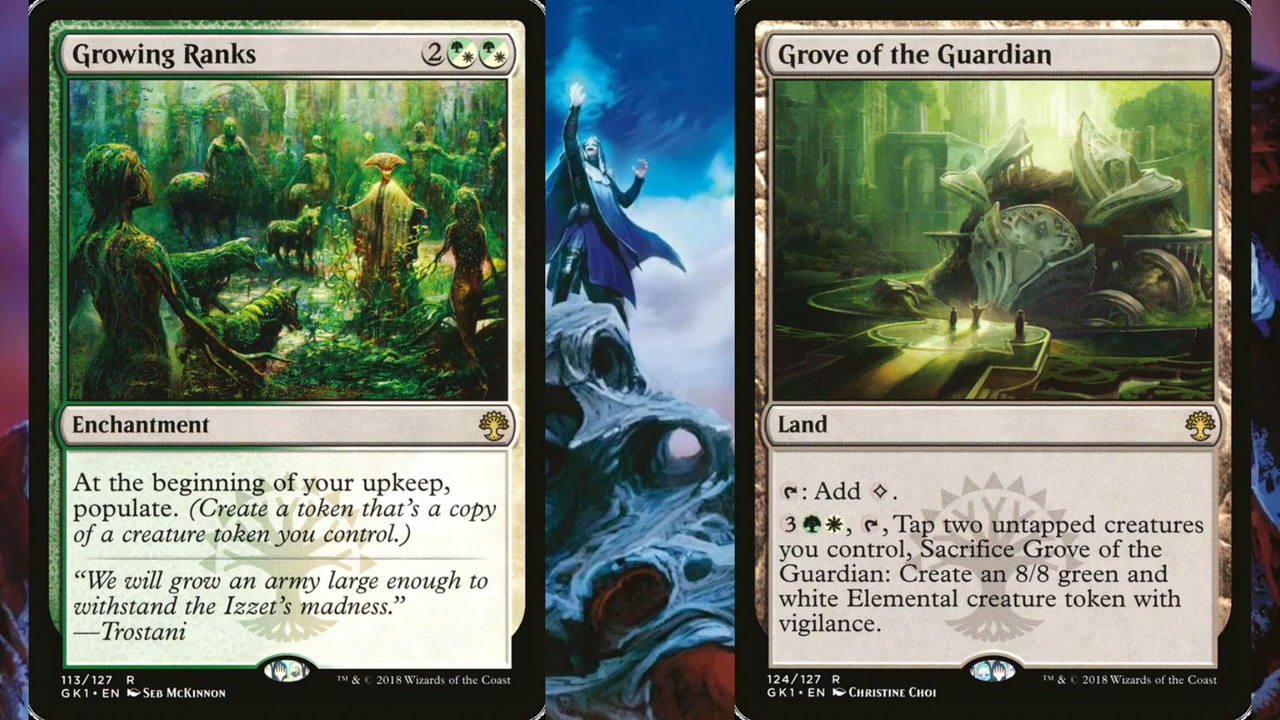 Growing Ranks 2
Enchantment
At the beginning of your upkeep,
populate. (Create a token that's a copy
of a creature token you control.)
“We will grow an army large enough to
withstand the Izzet's madness.”
—Trostani
113/127 R
GK1 • EN Seb McKinnon
™ & © 2018 Wizards of the Coast
Grove of the Guardian
Land
: Add .
3 , , Tap two untapped creatures
you control, Sacrifice Grove of the
Guardian: Create an 8/8 green and
white Elemental creature token with
vigilance.
124/127 R
GK1 • EN Christine Choi
™ & © 2018 Wizards of the Coast